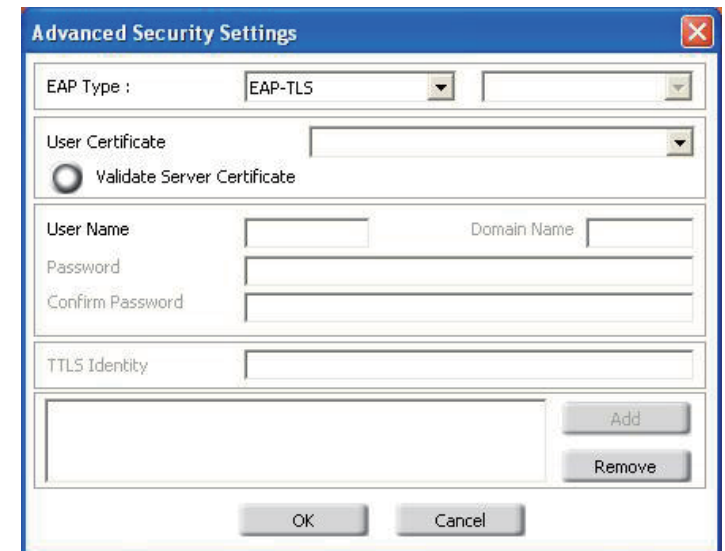 Advanced Security Settings
EAP Type : EAP-TLS
User Certificate
Validate Server Certificate
User Name Domain Name
Password
Confirm Password
TTLS Identity
Add
Remove
OK Cancel